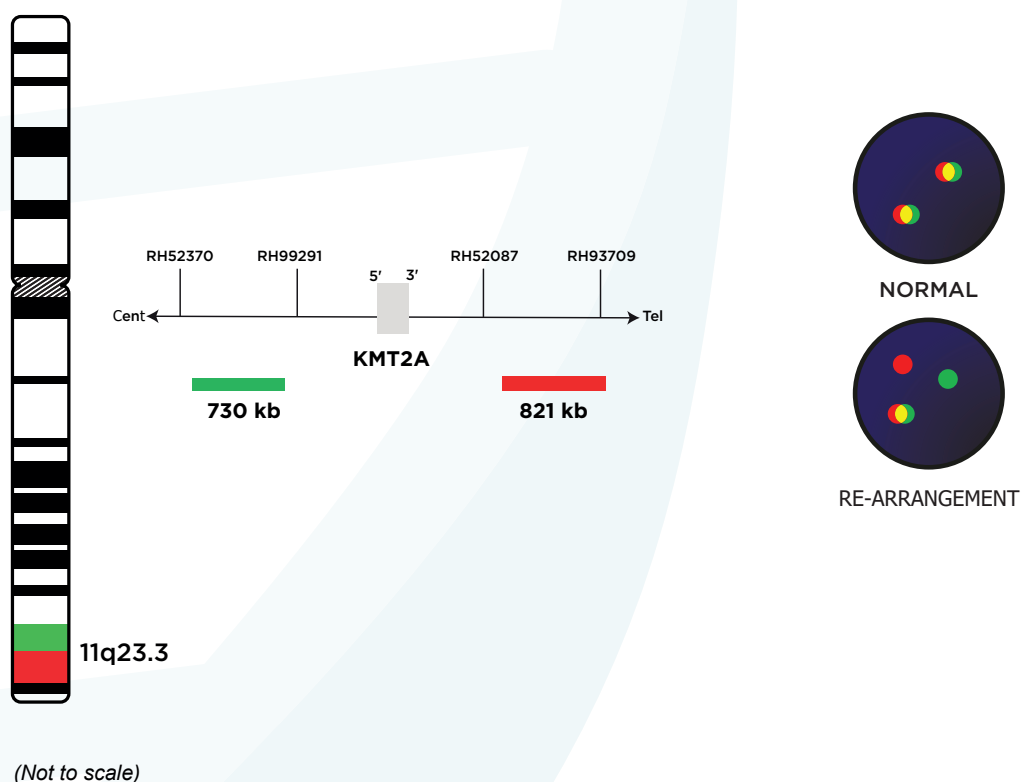 RH52370 RH99291 RH52087 RH93709
5' 3'
Cent Tel
KMT2A
730 kb 821 kb
NORMAL
RE-ARRANGEMENT
11q23.3
(Not to scale)